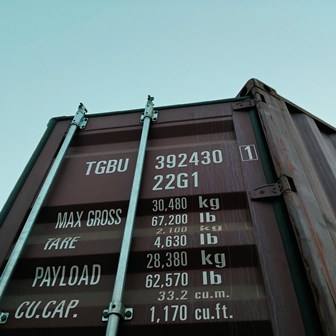 TGBU 392430 1
22G1
30,480 kg
MAX GROSS 67,200 lb
2,100 kg
TARE 4,630 lb
28,380 kg
PAYLOAD 62,570 lb
33.2 cu.m.
CU.CAP. 1,170 cu.ft.